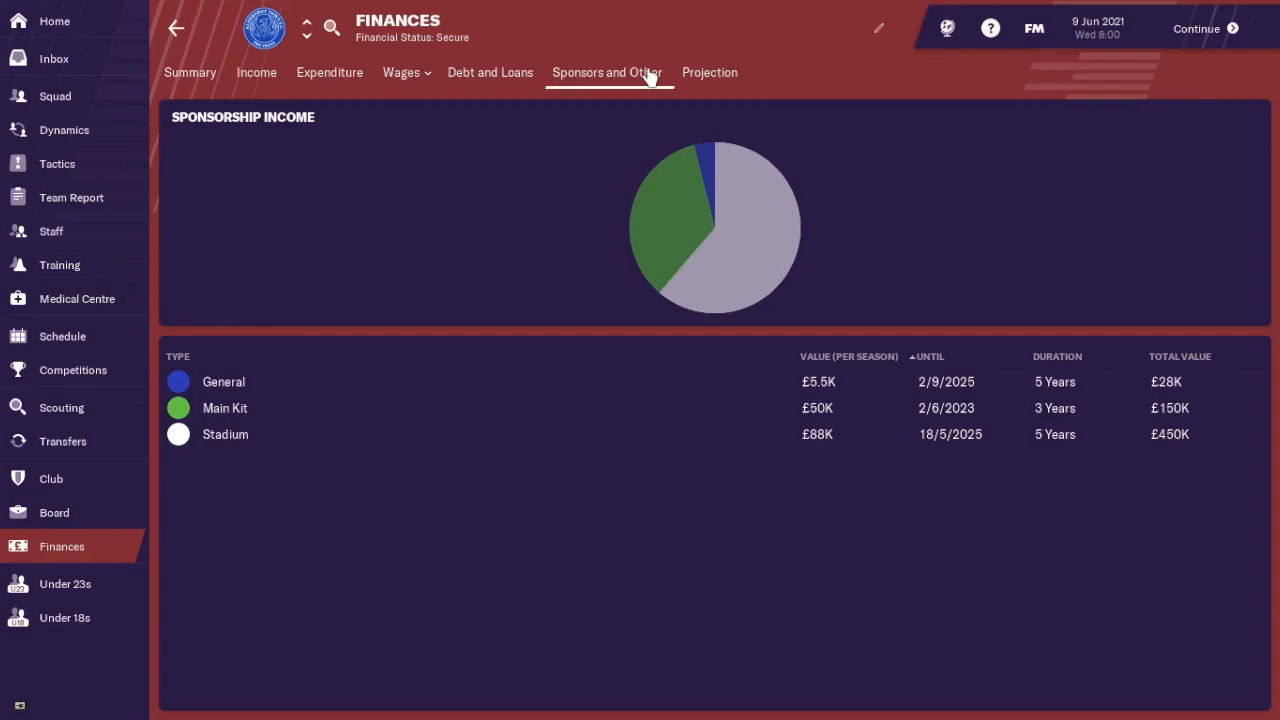 Home
Inbox
Squad
Dynamics
Tactics
Team Report
Staff
Training
Medical Centre
Schedule
Competitions
Scouting
Transfers
Club
Board
Finances
U23 Under 23s
U18 Under 18s
FINANCES
Financial Status: Secure
? FM 9 Jun 2021 Continue
Wed 8:00
Summary Income Expenditure Wages Debt and Loans Sponsors and Other Projection
SPONSORSHIP INCOME
TYPE VALUE (PER SEASON) UNTIL DURATION TOTAL VALUE
General £5.5K 2/9/2025 5 Years £28K
Main Kit £50K 2/6/2023 3 Years £150K
Stadium £88K 18/5/2025 5 Years £450K